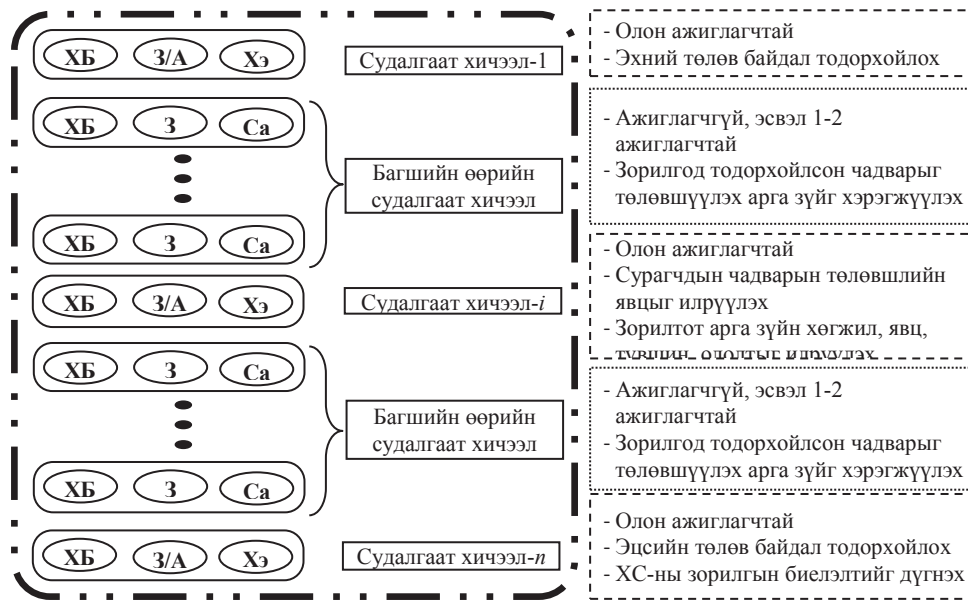 ХБ З/А Хэ
Судалгаат хичээл-1
- Олон ажиглагчтай
- Эхний төлөв байдал тодорхойлох
ХБ З Са
ХБ З Са
Багшийн өөрийн
судалгаат хичээл
- Ажиглагчгүй, эсвэл 1-2
ажиглагчтай
- Зорилгод тодорхойлсон чадварыг
төлөвшүүлэх арга зүйг хэрэгжүүлэх
ХБ З/А Хэ
Судалгаат хичээл-i
- Олон ажиглагчтай
- Сурагчдын чадварын төлөвшлийн
явцыг илрүүлэх
- Зорилтот арга зүйн хөгжил, явц,
түвшин, ололтыг илрүүлэх
ХБ З Са
ХБ З Са
Багшийн өөрийн
судалгаат хичээл
- Ажиглагчгүй, эсвэл 1-2
ажиглагчтай
- Зорилгод тодорхойлсон чадварыг
төлөвшүүлэх арга зүйг хэрэгжүүлэх
ХБ З/А Хэ
Судалгаат хичээл-n
- Олон ажиглагчтай
- Эцсийн төлөв байдал тодорхойлох
- ХС-ны зорилгын биелэлтийг дүгнэх